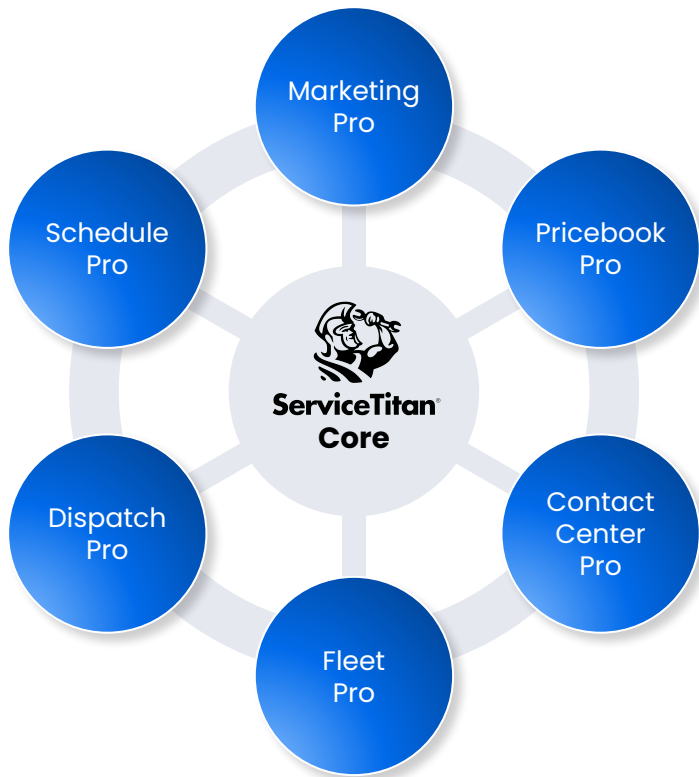 Marketing
Pro
Schedule
Pro
Pricebook
Pro
ServiceTitan®
Core
Dispatch
Pro
Contact
Center
Pro
Fleet
Pro